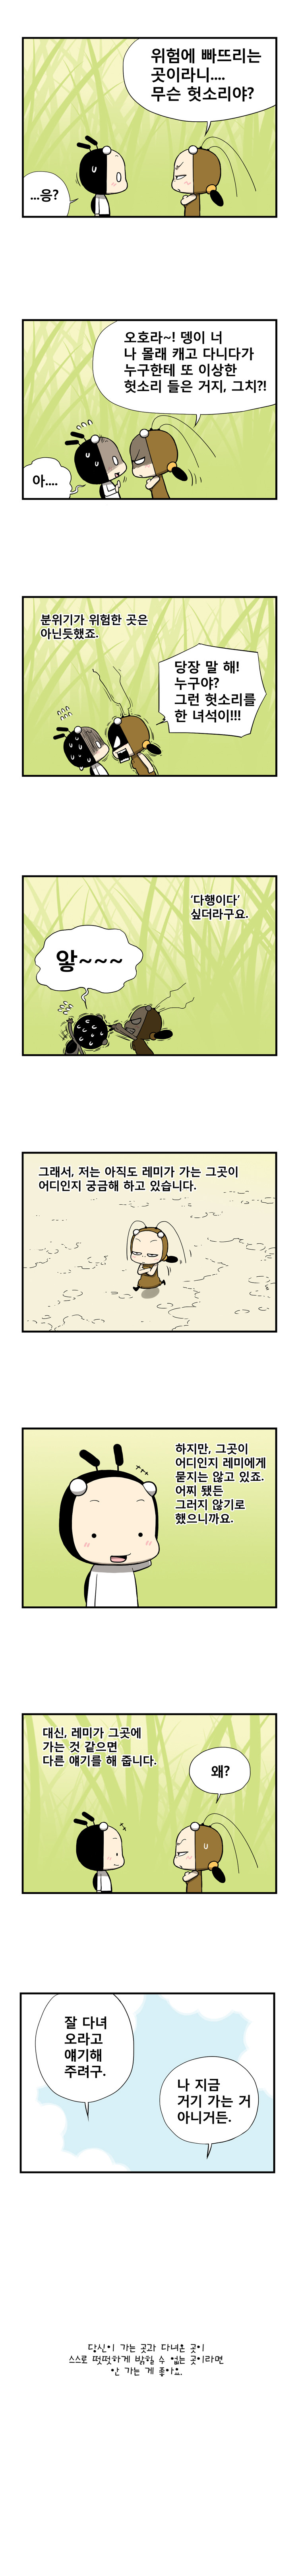 위험에 빠뜨리는
곳이라니....
무슨 헛소리야?
...응?
오호라~! 뎅이 너
나 몰래 캐고 다니다가
누구한테 또 이상한
헛소리 들은 거지, 그치?!
아....
분위기가 위험한 곳은
아닌듯했죠.
당장 말 해!
누구야?
그런 헛소리를
한 녀석이!!!
'다행이다'
싶더라구요.
앟~~~
그래서, 저는 아직도 레미가 가는 그곳이
어디인지 궁금해 하고 있습니다.
하지만, 그곳이
어디인지 레미에게
묻지는 않고 있죠.
어찌 됐든
그러지 않기로
했으니까요.
대신, 레미가 그곳에
가는 것 같으면
다른 얘기를 해 줍니다.
왜?
잘 다녀
오라고
얘기해
주려구.
나 지금
거기 가는 거
아니거든.
당신이 가는 곳과 다녀온 곳이
스스로 떳떳하게 밝힐 수 없는 곳이라면
안 가는 게 좋아요.